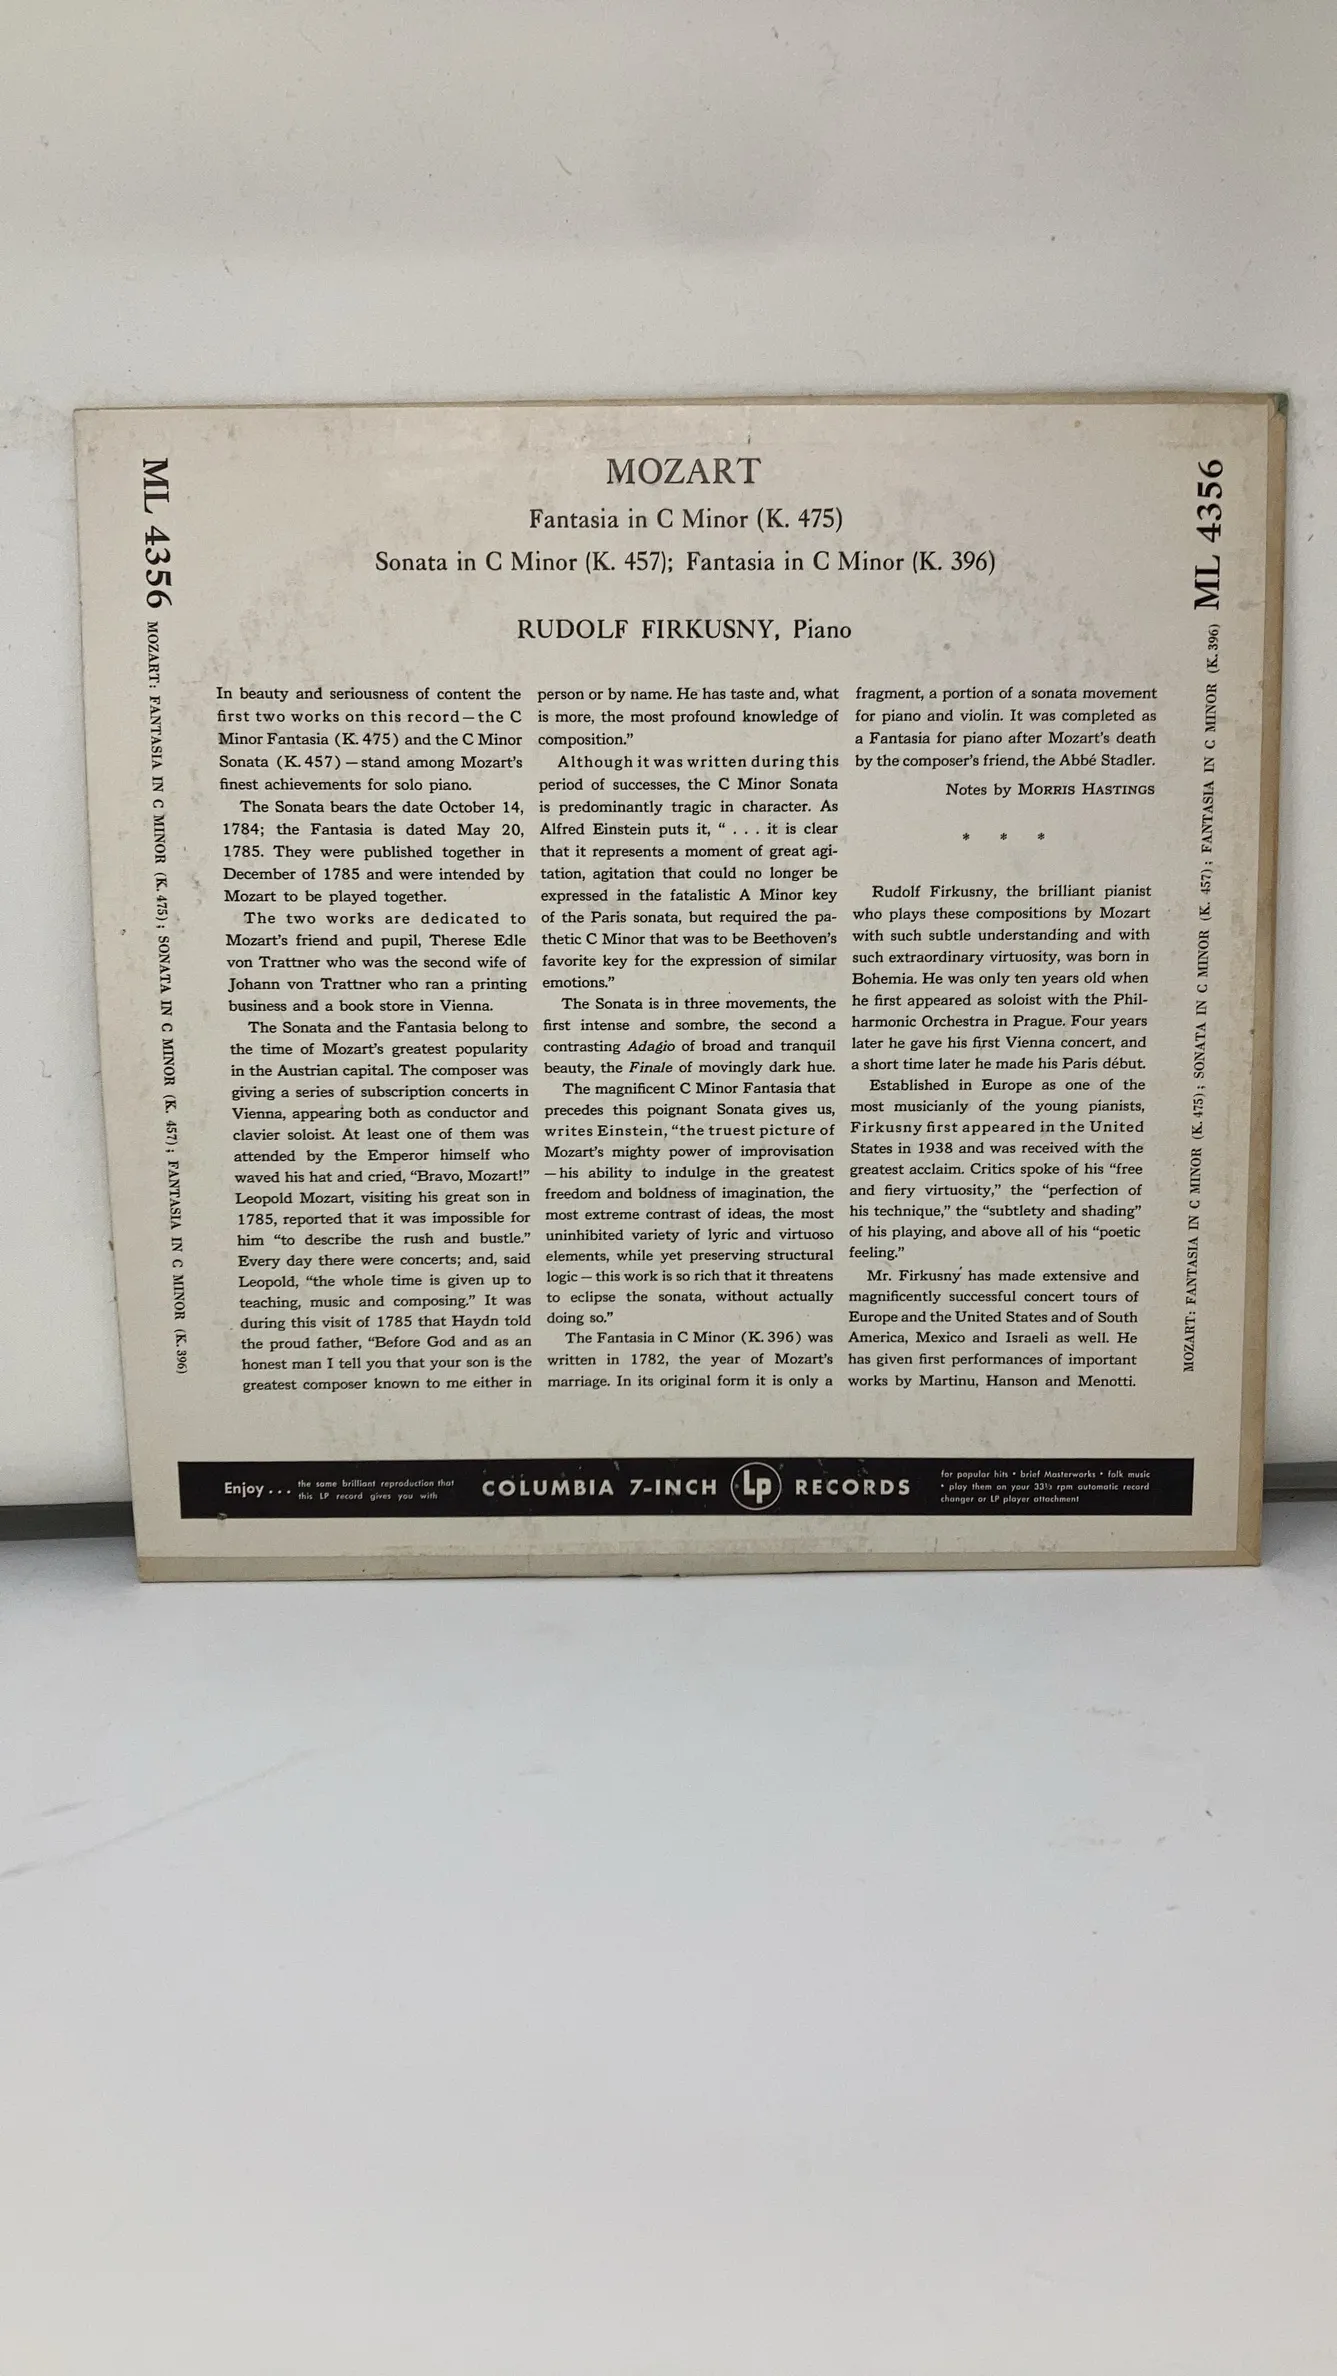 MOZART
Fantasia in C Minor (K. 475)
Sonata in C Minor (K. 457); Fantasia in C Minor (K. 396)
RUDOLF FIRKUSNY, Piano
ML 4356 MOZART: FANTASIA IN C MINOR (K. 475); SONATA IN C MINOR (K. 457); FANTASIA IN C MINOR (K. 396)
In beauty and seriousness of content the
first two works on this record—the C
Minor Fantasia (K. 475) and the C Minor
Sonata (K. 457) — stand among Mozart's
finest achievements for solo piano.
The Sonata bears the date October 14,
1784; the Fantasia is dated May 20,
1785. They were published together in
December of 1785 and were intended by
Mozart to be played together.
The two works are dedicated to
Mozart's friend and pupil, Therese Edle
von Trattner who was the second wife of
Johann von Trattner who ran a printing
business and a book store in Vienna.
The Sonata and the Fantasia belong to
the time of Mozart's greatest popularity
in the Austrian capital. The composer was
giving a series of subscription concerts in
Vienna, appearing both as conductor and
clavier soloist. At least one of them was
attended by the Emperor himself who
waved his hat and cried, “Bravo, Mozart!”
Leopold Mozart, visiting his great son in
1785, reported that it was impossible for
him “to describe the rush and bustle.”
Every day there were concerts; and, said
Leopold, “the whole time is given up to
teaching, music and composing.” It was
during this visit of 1785 that Haydn told
the proud father, “Before God and as an
honest man I tell you that your son is the
greatest composer known to me either in
person or by name. He has taste and, what
is more, the most profound knowledge of
composition.”
Although it was written during this
period of successes, the C Minor Sonata
is predominantly tragic in character. As
Alfred Einstein puts it, “ . . . it is clear
that it represents a moment of great agi-
tation, agitation that could no longer be
expressed in the fatalistic A Minor key
of the Paris sonata, but required the pa-
thetic C Minor that was to be Beethoven's
favorite key for the expression of similar
emotions.”
The Sonata is in three movements, the
first intense and sombre, the second a
contrasting Adagio of broad and tranquil
beauty, the Finale of movingly dark hue.
The magnificent C Minor Fantasia that
precedes this poignant Sonata gives us,
writes Einstein, “the truest picture of
Mozart's mighty power of improvisation
—his ability to indulge in the greatest
freedom and boldness of imagination, the
most extreme contrast of ideas, the most
uninhibited variety of lyric and virtuoso
elements, while yet preserving structural
logic — this work is so rich that it threatens
to eclipse the sonata, without actually
doing so.”
The Fantasia in C Minor (K. 396) was
written in 1782, the year of Mozart's
marriage. In its original form it is only a
fragment, a portion of a sonata movement
for piano and violin. It was completed as
a Fantasia for piano after Mozart's death
by the composer's friend, the Abbé Stadler.
Notes by MORRIS HASTINGS
* * *
Rudolf Firkusny, the brilliant pianist
who plays these compositions by Mozart
with such subtle understanding and with
such extraordinary virtuosity, was born in
Bohemia. He was only ten years old when
he first appeared as soloist with the Phil-
harmonic Orchestra in Prague. Four years
later he gave his first Vienna concert, and
a short time later he made his Paris début.
Established in Europe as one of the
most musicianly of the young pianists,
Firkusny first appeared in the United
States in 1938 and was received with the
greatest acclaim. Critics spoke of his “free
and fiery virtuosity,” the “perfection of
his technique,” the “subtlety and shading”
of his playing, and above all of his “poetic
feeling.”
Mr. Firkusny has made extensive and
magnificently successful concert tours of
Europe and the United States and of South
America, Mexico and Israeli as well. He
has given first performances of important
works by Martinu, Hanson and Menotti.
ML 4356 MOZART: FANTASIA IN C MINOR (K. 475); SONATA IN C MINOR (K. 457); FANTASIA IN C MINOR (K. 396)
Enjoy . . . the same brilliant reproduction that
this LP record gives you with
COLUMBIA 7-INCH Lp RECORDS
for popular hits • brief Masterworks • folk music
• play them on your 33⅓ rpm automatic record
changer or LP player attachment